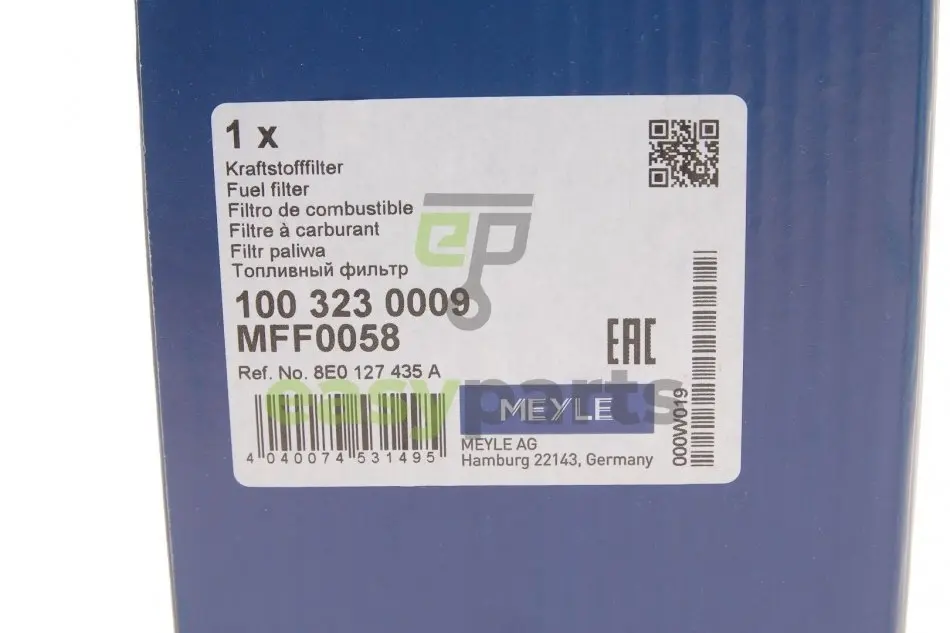 1 x
Kraftstofffilter
Fuel filter
Filtro de combustible
Filtre à carburant
Filtr paliwa
Топливный фильтр
100 323 0009
MFF0058
Ref. No. 8E0 127 435 A
4 040074 531495
EAC
MEYLE
MEYLE AG
Hamburg 22143, Germany
000W019
ep
easyparts